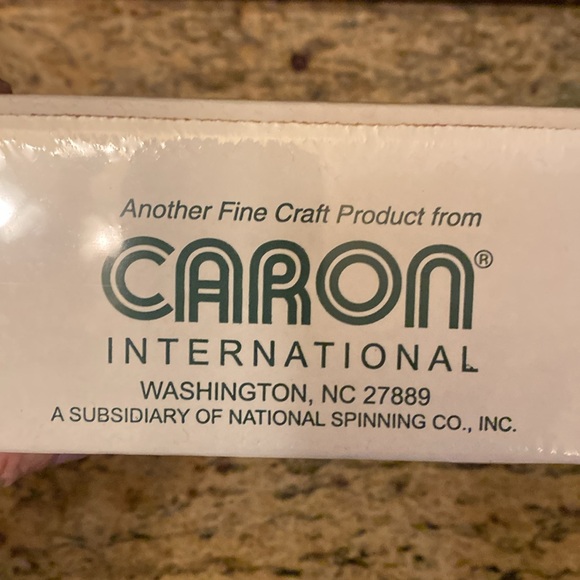 Another Fine Craft Product from
CARON®
INTERNATIONAL
WASHINGTON, NC 27889
A SUBSIDIARY OF NATIONAL SPINNING CO., INC.